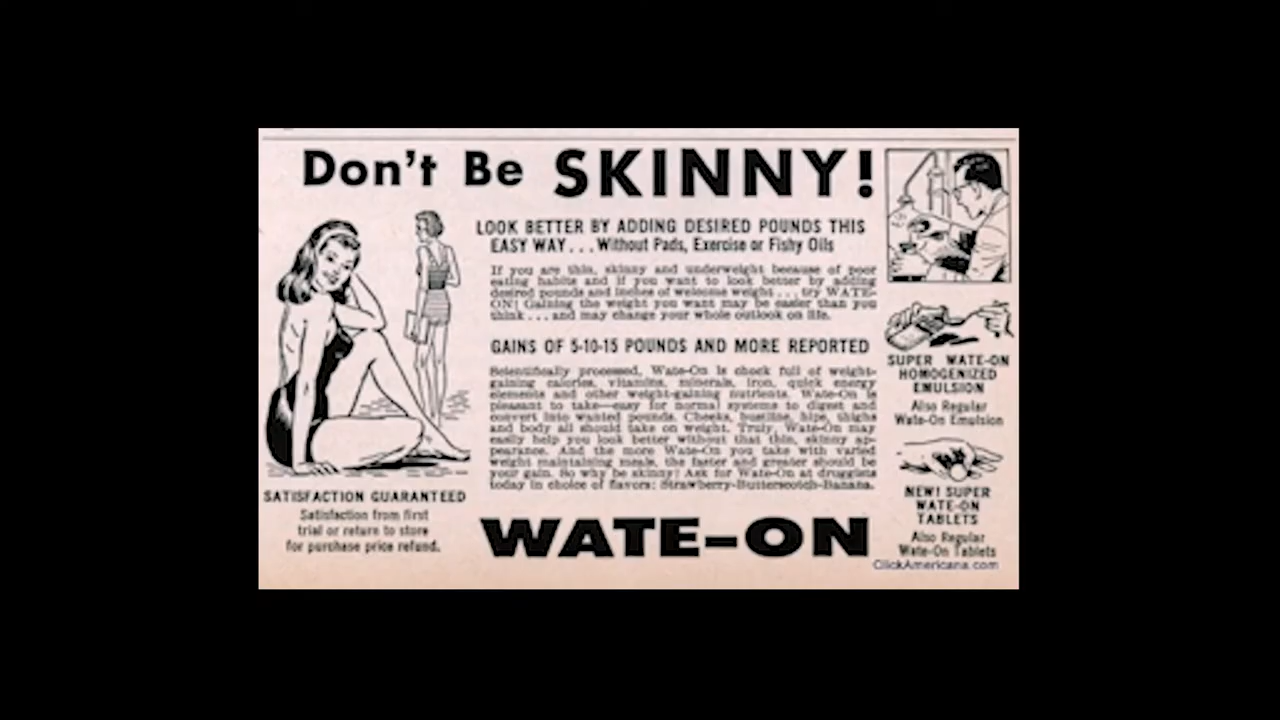 Don't Be SKINNY!
LOOK BETTER BY ADDING DESIRED POUNDS THIS
EASY WAY...Without Pads, Exercise or Fishy Oils
If you are thin, skinny and underweight because of poor
eating habits and if you want to look better by adding
desired pounds and inches of welcome weight...try WATE-
ON! Gaining the weight you want may be easier than you
think...and may change your whole outlook on life.
GAINS OF 5-10-15 POUNDS AND MORE REPORTED
Scientifically processed, Wate-On is chock full of weight-
gaining calories, vitamins, minerals, iron, quick energy
elements and other weight-gaining nutrients. Wate-On is
pleasant to take—easy for normal systems to digest and
convert into wanted pounds. Cheeks, bustline, hips, thighs
and body all should take on weight. Truly, Wate-On may
easily help you look better without that thin, skinny ap-
pearance. And the more Wate-On you take with varied
weight maintaining meals, the faster and greater should be
your gain. So why be skinny! Ask for Wate-On at druggists
today in choice of flavors: Strawberry-Butterscotch-Banana.
WATE-ON
SATISFACTION GUARANTEED
Satisfaction from first
trial or return to store
for purchase price refund.
SUPER WATE-ON
HOMOGENIZED
EMULSION
Also Regular
Wate-On Emulsion
NEW! SUPER
WATE-ON
TABLETS
Also Regular
Wate-On Tablets
ClickAmericana.com